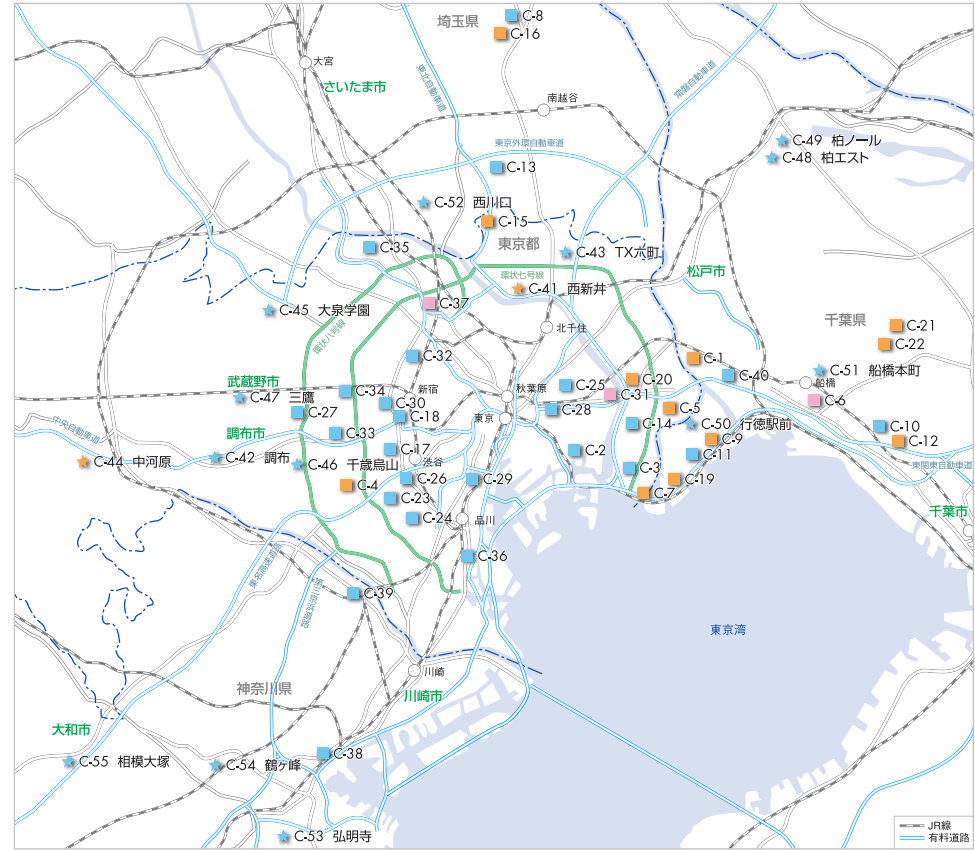 埼玉県
C-8
C-16
大宮
さいたま市
東北自動車道
南越谷
常磐自動車道
東京外環自動車道
C-49 柏ノール
C-48 柏エスト
C-13
C-52 西川口
C-15
東京都
C-35
C-43 TX六町
環状七号線
松戸市
C-41 西新井
C-37
C-45 大泉学園
環状八号線
北千住
千葉県
C-21
C-22
C-32
C-1
C-40
船橋
C-51 船橋本町
武蔵野市
C-47 三鷹
C-34
新宿
秋葉原
C-25
C-20
C-31
C-6
C-27
C-30
C-18
東京
C-28
C-5
C-14
C-50 行徳駅前
C-10
中央自動車道
調布市
C-33
C-9
C-12
C-44 中河原
C-42 調布
C-46 千歳烏山
C-17
渋谷
C-2
C-11
東関東自動車道
C-3
C-4
C-26
C-29
C-19
C-23
C-7
C-24
品川
千葉市
C-36
東名高速道路
第三京浜道路
C-39
東京湾
川崎
神奈川県
川崎市
大和市
C-38
C-55 相模大塚
C-54 鶴ヶ峰
C-53 弘明寺
JR線
有料道路